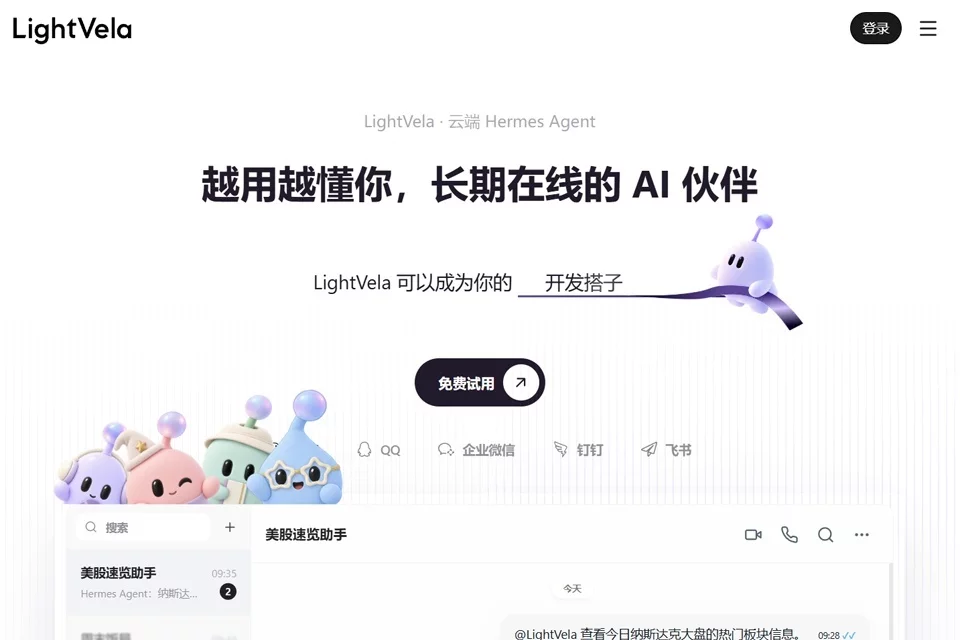 LightVela
登录
LightVela · 云端 Hermes Agent
越用越懂你，长期在线的 AI 伙伴
LightVela 可以成为你的 开发搭子
免费试用
QQ 企业微信 钉钉 飞书
搜索
美股速览助手
美股速览助手 09:35
Hermes Agent：纳斯达... 2
今天
@LightVela 查看今日纳斯达克大盘的热门板块信息。 09:28